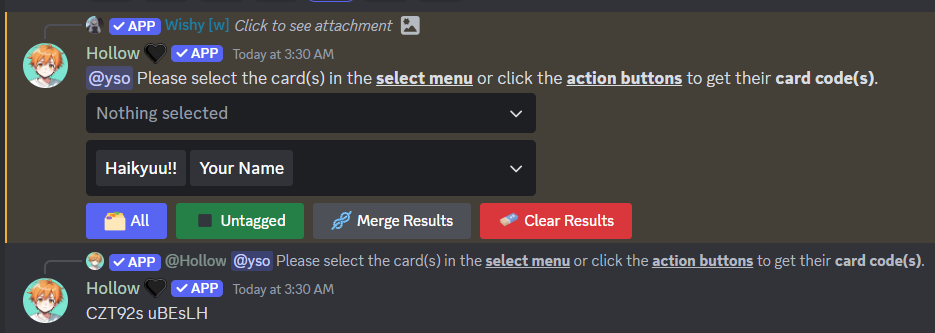 APP Wishy [w] Click to see attachment
Hollow APP Today at 3:30 AM
@yso Please select the card(s) in the select menu or click the action buttons to get their card code(s).
Nothing selected
Haikyuu!! Your Name
All Untagged Merge Results Clear Results
APP @Hollow @yso Please select the card(s) in the select menu or click the action buttons to get their card code(s).
Hollow APP Today at 3:30 AM
CZT92s uBEsLH